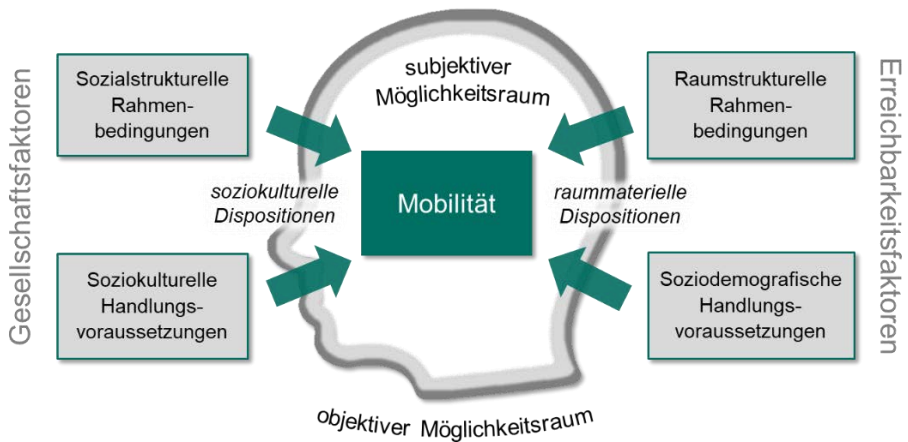 Gesellschaftsfaktoren
Sozialstrukturelle
Rahmen-
bedingungen
Soziokulturelle
Handlungs-
voraussetzungen
subjektiver
Möglichkeitsraum
soziokulturelle
Dispositionen
Mobilität
raummaterielle
Dispositionen
objektiver Möglichkeitsraum
Raumstrukturelle
Rahmen-
bedingungen
Soziodemografische
Handlungs-
voraussetzungen
Erreichbarkeitsfaktoren